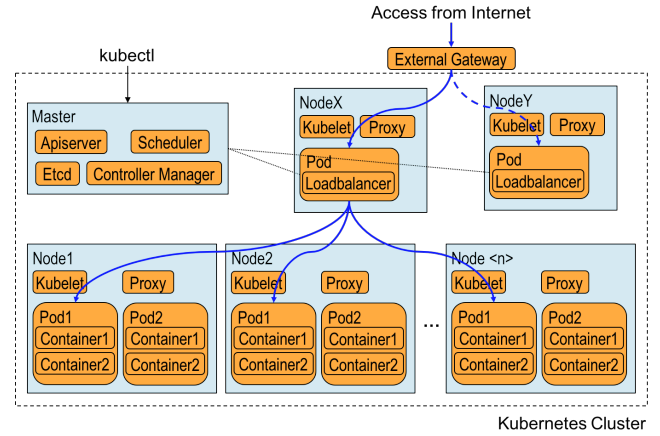 Access from Internet
External Gateway
kubectl
Master
Apiserver
Scheduler
Etcd
Controller Manager
NodeX
Kubelet
Proxy
Pod
Loadbalancer
NodeY
Kubelet
Proxy
Pod
Loadbalancer
Node1
Kubelet
Proxy
Pod1
Container1
Container2
Pod2
Container1
Container2
Node2
Kubelet
Proxy
Pod1
Container1
Container2
Pod2
Container1
Container2
...
Node <n>
Kubelet
Proxy
Pod1
Container1
Container2
Pod2
Container1
Container2
Kubernetes Cluster